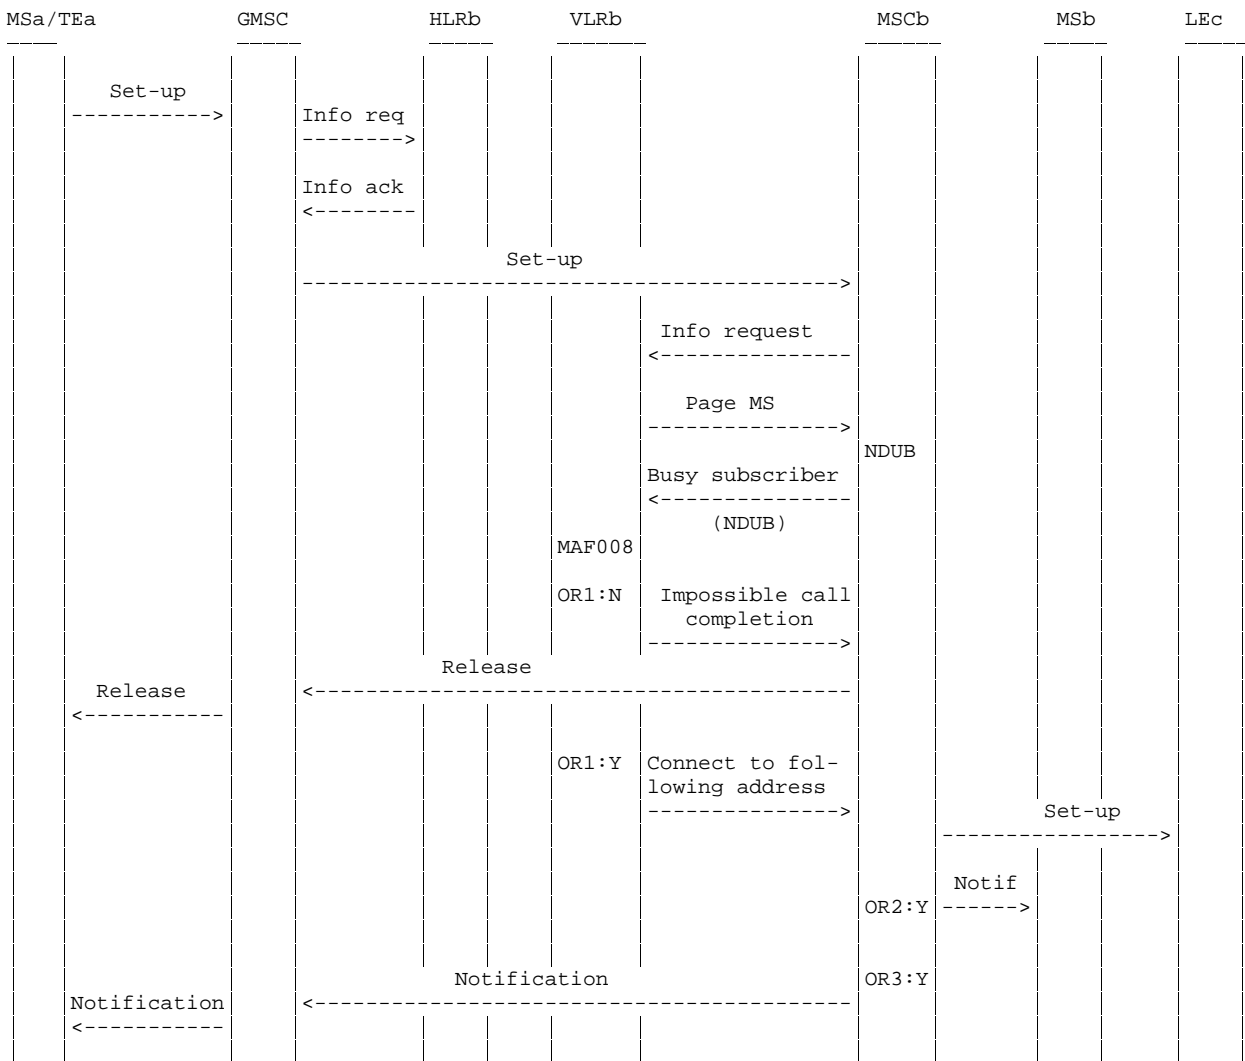 MSa/TEa GMSC HLRb VLRb MSCb MSb LEc
Set-up
Info req
Info ack
Set-up
Info request
Page MS
NDUB
Busy subscriber
(NDUB)
MAF008
OR1:N Impossible call
completion
Release
Release
OR1:Y Connect to fol-
lowing address
Set-up
Notif
OR2:Y
Notification OR3:Y
Notification